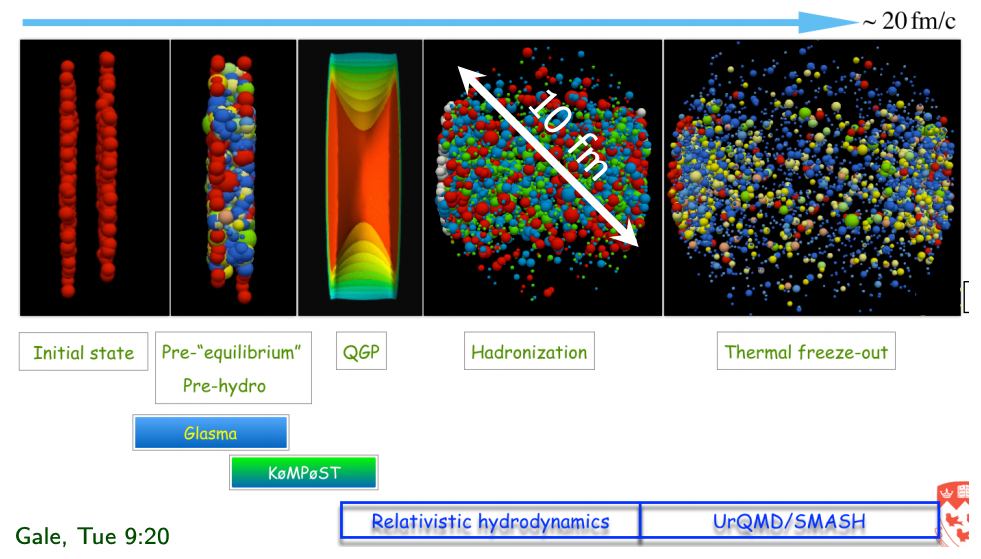 ~ 20 fm/c
10 fm
Initial state
Pre-“equilibrium”
Pre-hydro
QGP
Hadronization
Thermal freeze-out
Glasma
KøMPøST
Relativistic hydrodynamics
UrQMD/SMASH
Gale, Tue 9:20